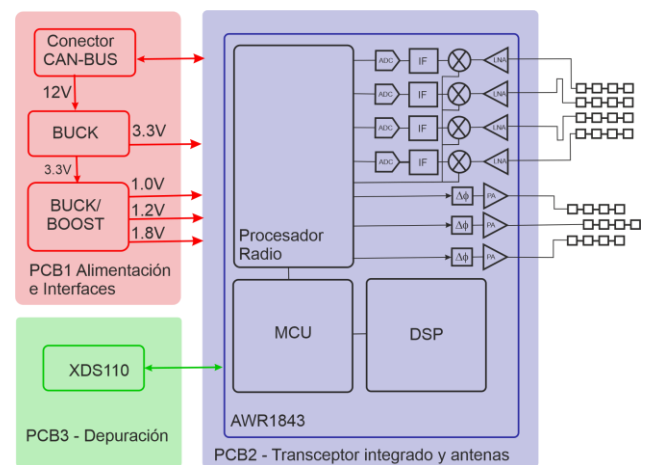 Conector
CAN-BUS
12V
BUCK
3.3V
3.3V
BUCK/
BOOST
1.0V
1.2V
1.8V
PCB1 Alimentación
e Interfaces
XDS110
PCB3 - Depuración
Procesador
Radio
ADC
IF
LNA
ADC
IF
LNA
ADC
IF
LNA
ADC
IF
LNA
Δϕ
PA
Δϕ
PA
Δϕ
PA
MCU
DSP
AWR1843
PCB2 - Transceptor integrado y antenas